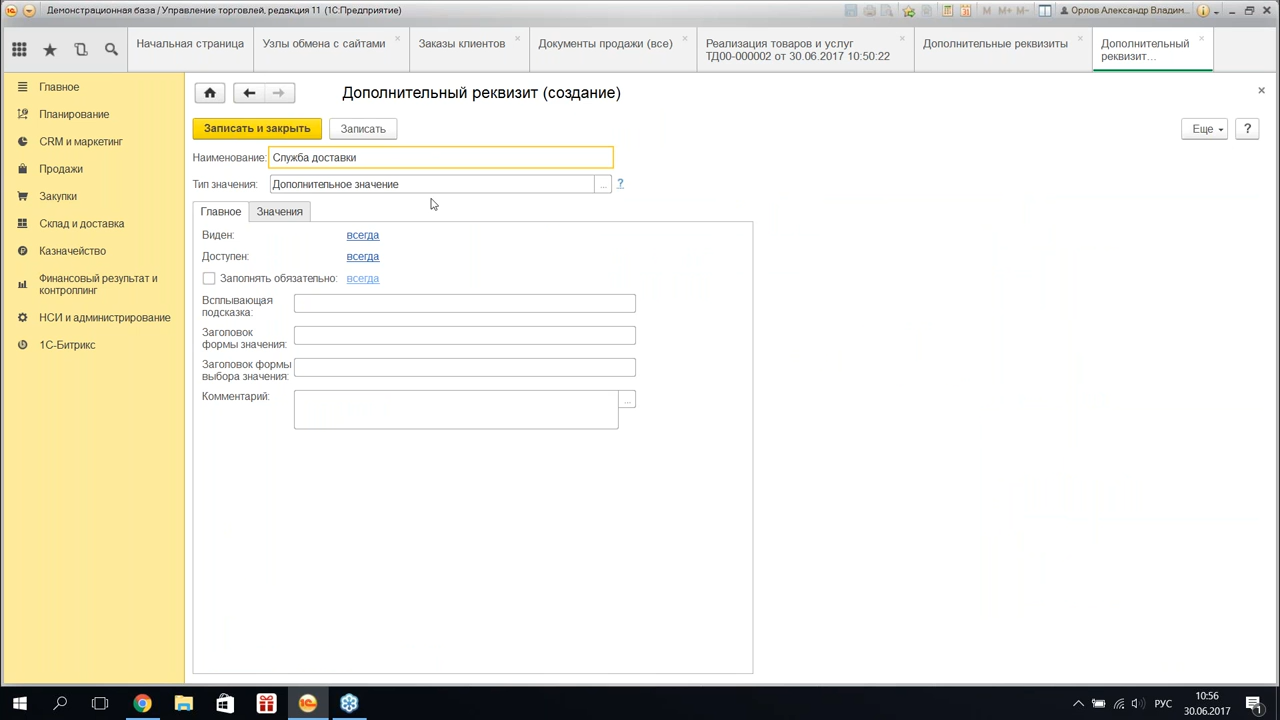 Демонстрационная база / Управление торговлей, редакция 11 (1С:Предприятие)
M M+ M-
Орлов Александр Владим...
Начальная страница
Узлы обмена с сайтами
Заказы клиентов
Документы продажи (все)
Реализация товаров и услуг
ТД00-000002 от 30.06.2017 10:50:22
Дополнительные реквизиты
Дополнительный
реквизит...
Главное
Планирование
CRM и маркетинг
Продажи
Закупки
Склад и доставка
Казначейство
Финансовый результат и
контроллинг
НСИ и администрирование
1С-Битрикс
Дополнительный реквизит (создание)
Записать и закрыть
Записать
Еще
?
Наименование: Служба доставки
Тип значения: Дополнительное значение ... ?
Главное
Значения
Виден: всегда
Доступен: всегда
Заполнять обязательно: всегда
Всплывающая
подсказка:
Заголовок
формы значения:
Заголовок формы
выбора значения:
Комментарий: ...
РУС
10:56
30.06.2017
1